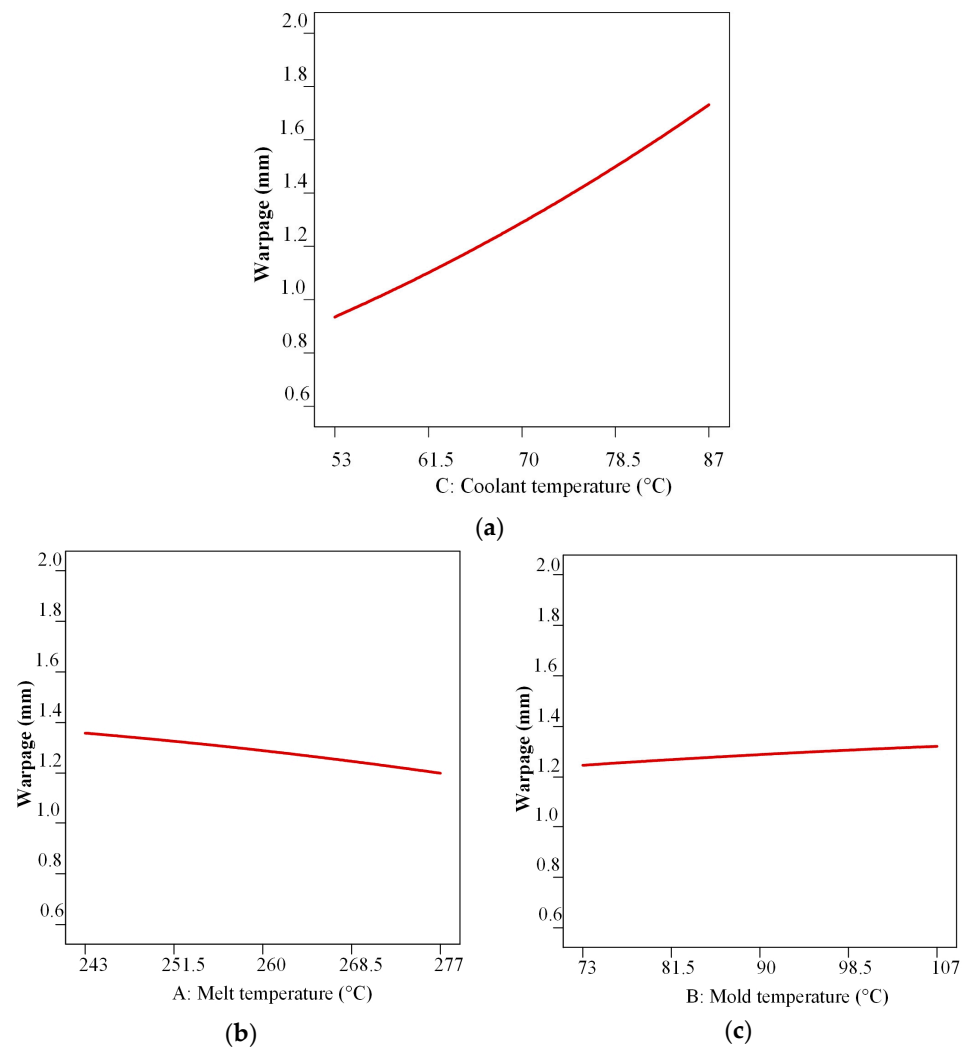 2.0
1.8
1.6
1.4
1.2
1.0
0.8
0.6
Warpage (mm)
53 61.5 70 78.5 87
C: Coolant temperature (°C)
(a)
2.0
1.8
1.6
1.4
1.2
1.0
0.8
0.6
Warpage (mm)
243 251.5 260 268.5 277
A: Melt temperature (°C)
(b)
2.0
1.8
1.6
1.4
1.2
1.0
0.8
0.6
Warpage (mm)
73 81.5 90 98.5 107
B: Mold temperature (°C)
(c)